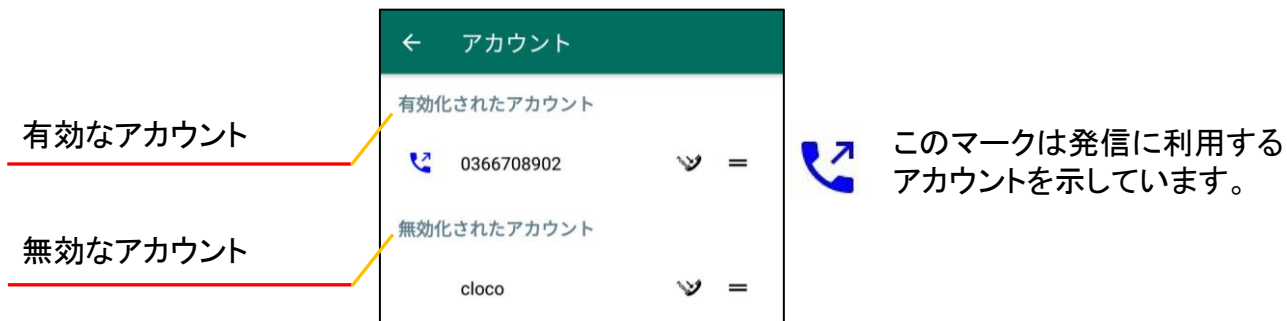 アカウント
有効化されたアカウント
有効なアカウント
0366708902
このマークは発信に利用する
アカウントを示しています。
無効化されたアカウント
無効なアカウント
cloco